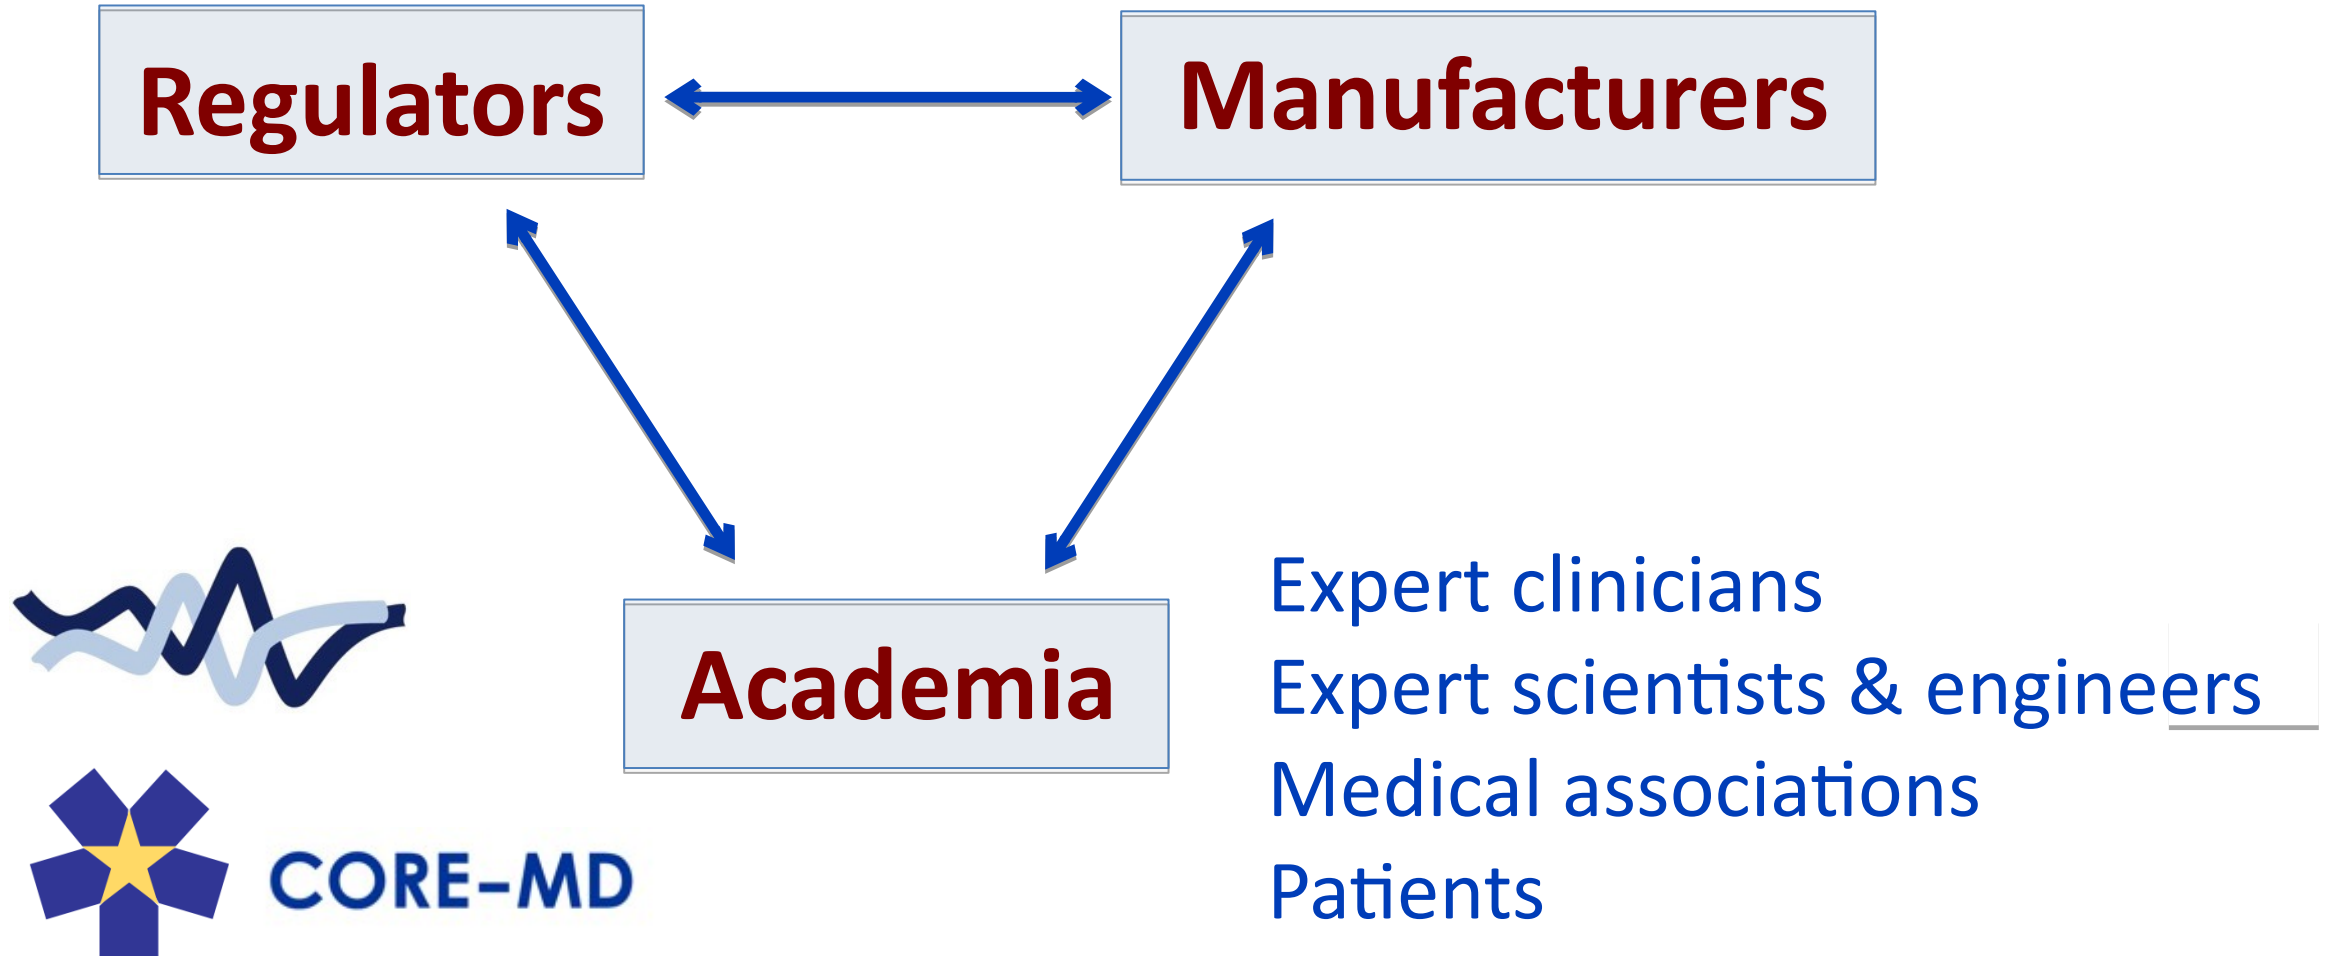 Regulators
Manufacturers
Academia
Expert clinicians
Expert scientists & engineers
Medical associations
Patients
CORE-MD